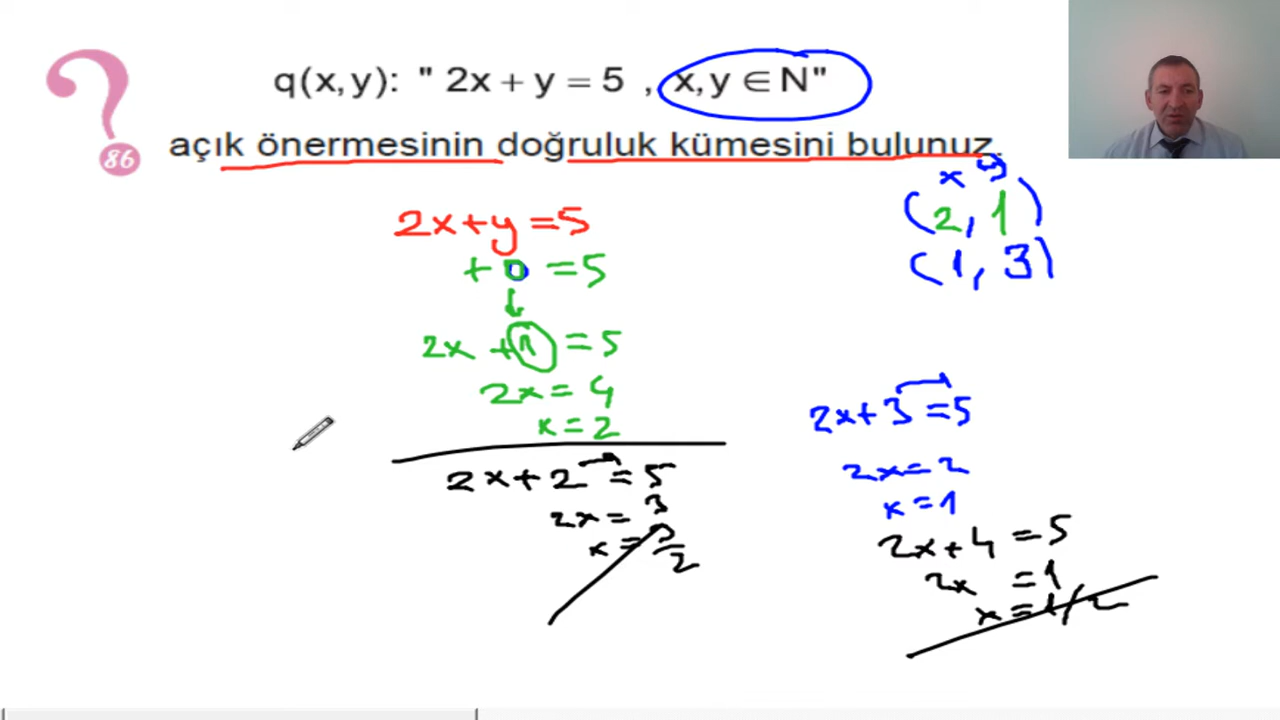 q(x,y): " 2x + y = 5 , x,y ∈ N"
86
açık önermesinin doğruluk kümesini bulunuz.
x y
2x+y=5
(2, 1)
+0 =5
(1, 3)
2x +1 =5
2x = 4
x = 2
2x+3 =5
2x=2
x=1
2x+2 =5
2x = 3
x = 3/2
2x+4 =5
2x =1
x =1/2